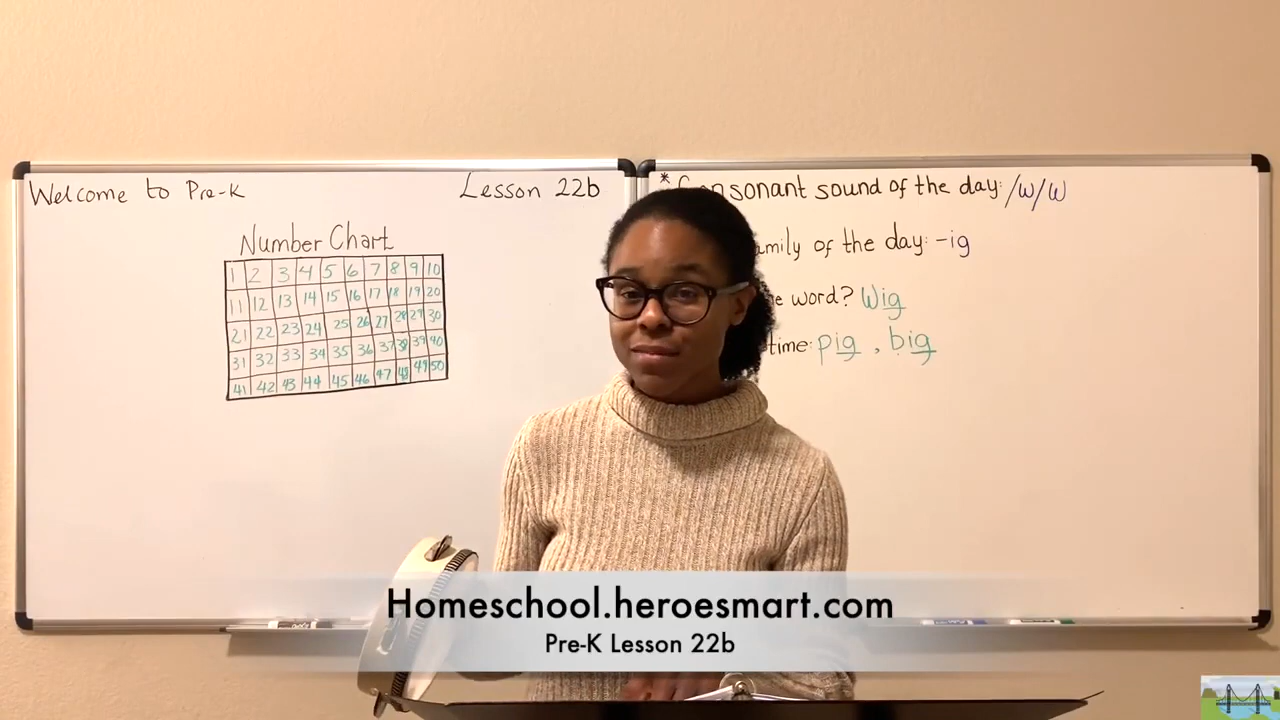 Welcome to Pre-K
Lesson 22b
Number Chart
1 2 3 4 5 6 7 8 9 10
11 12 13 14 15 16 17 18 19 20
21 22 23 24 25 26 27 28 29 30
31 32 33 34 35 36 37 38 39 40
41 42 43 44 45 46 47 48 49 50
* Consonant sound of the day: /w/w
of the day: -ig
word? Wig
time: pig, big
Homeschool.heroesmart.com
Pre-K Lesson 22b